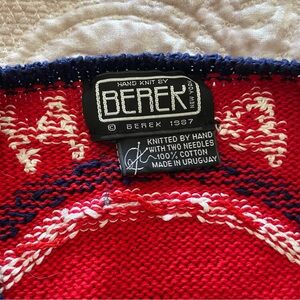 HAND KNIT BY
BEREK
NEW YORK
© BEREK 1987
KNITTED BY HAND
WITH TWO NEEDLES
100% COTTON
MADE IN URUGUAY